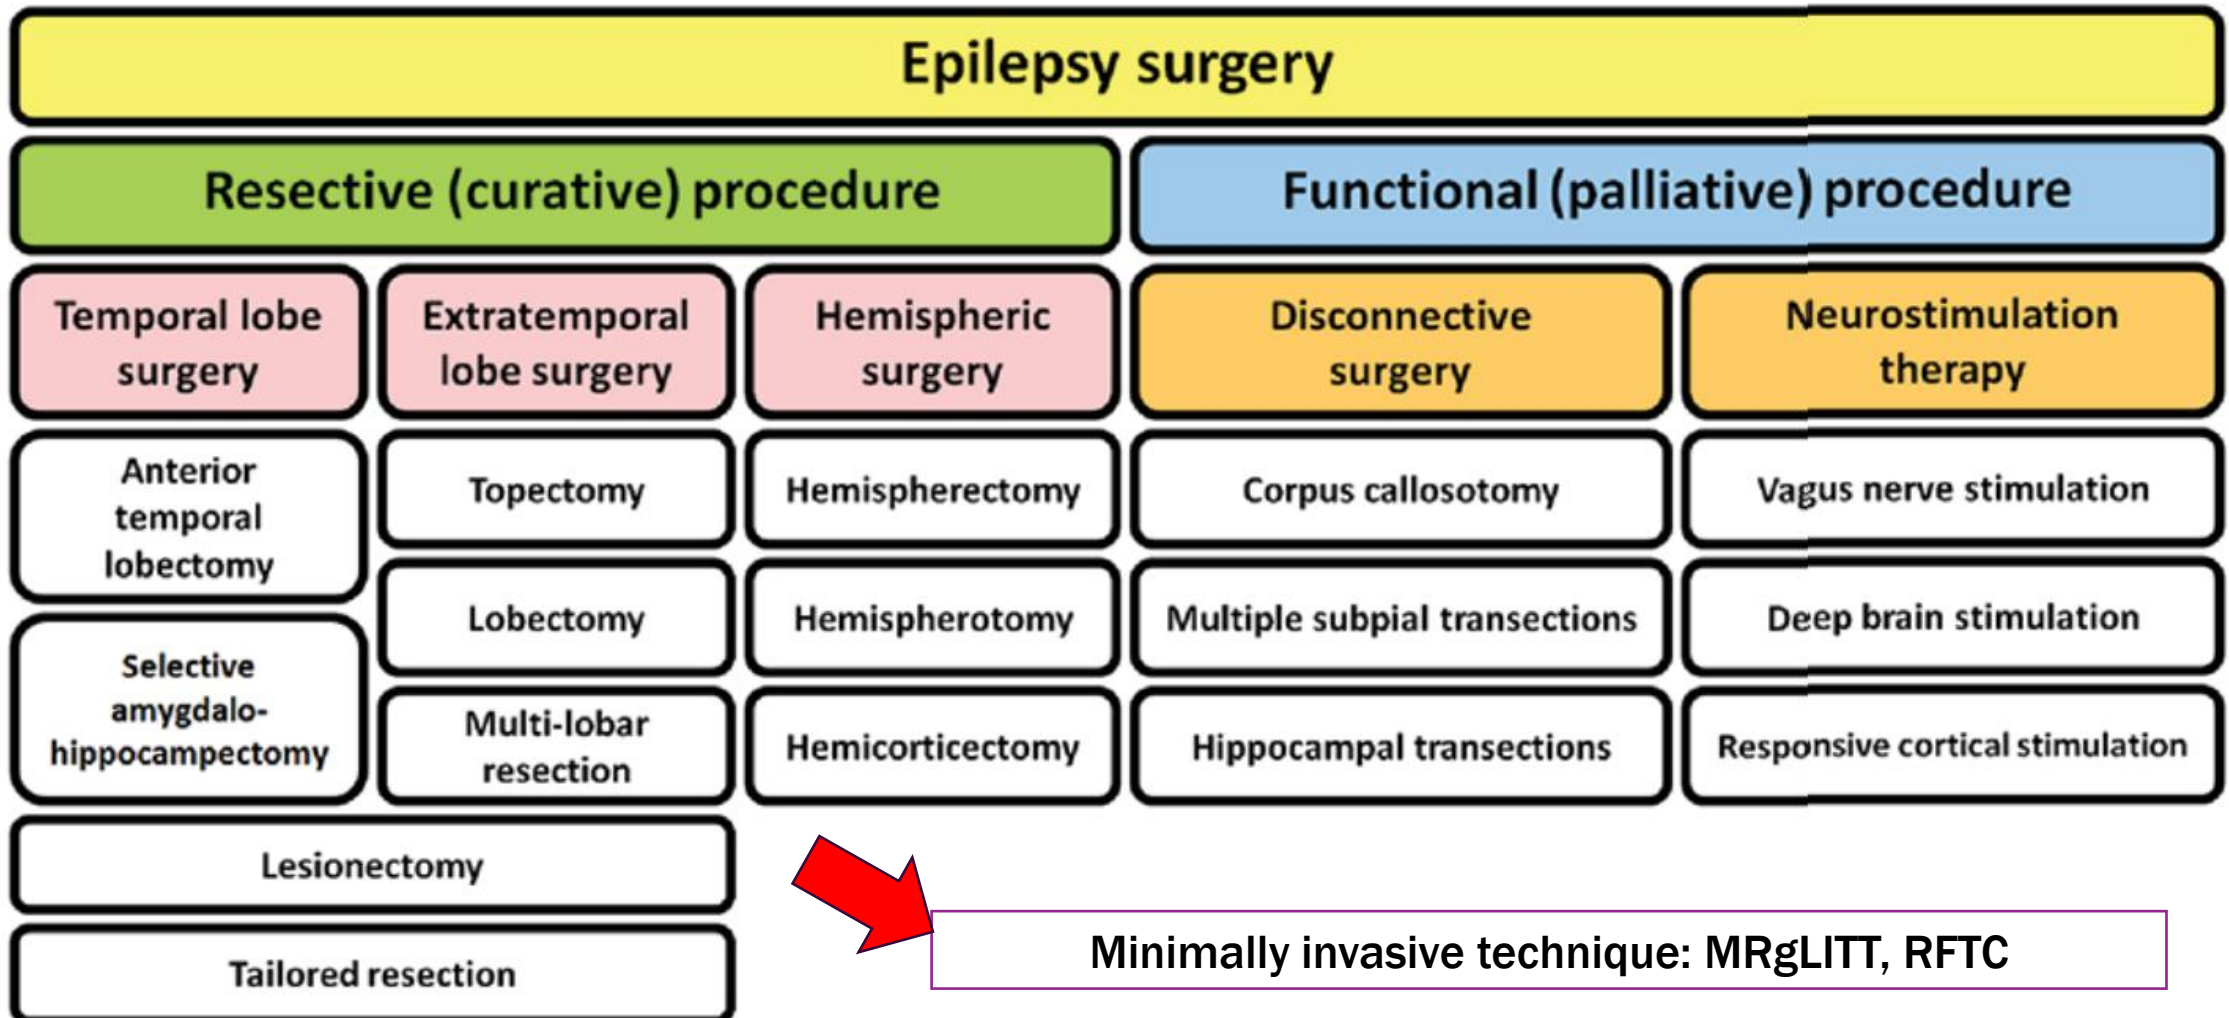 Epilepsy surgery
Resective (curative) procedure
Functional (palliative) procedure
Temporal lobe
surgery
Extratemporal
lobe surgery
Hemispheric
surgery
Disconnective
surgery
Neurostimulation
therapy
Anterior
temporal
lobectomy
Selective
amygdalo-
hippocampectomy
Topectomy
Lobectomy
Multi-lobar
resection
Hemispherectomy
Hemispherotomy
Hemicorticectomy
Corpus callosotomy
Multiple subpial transections
Hippocampal transections
Vagus nerve stimulation
Deep brain stimulation
Responsive cortical stimulation
Lesionectomy
Tailored resection
Minimally invasive technique: MRgLITT, RFTC